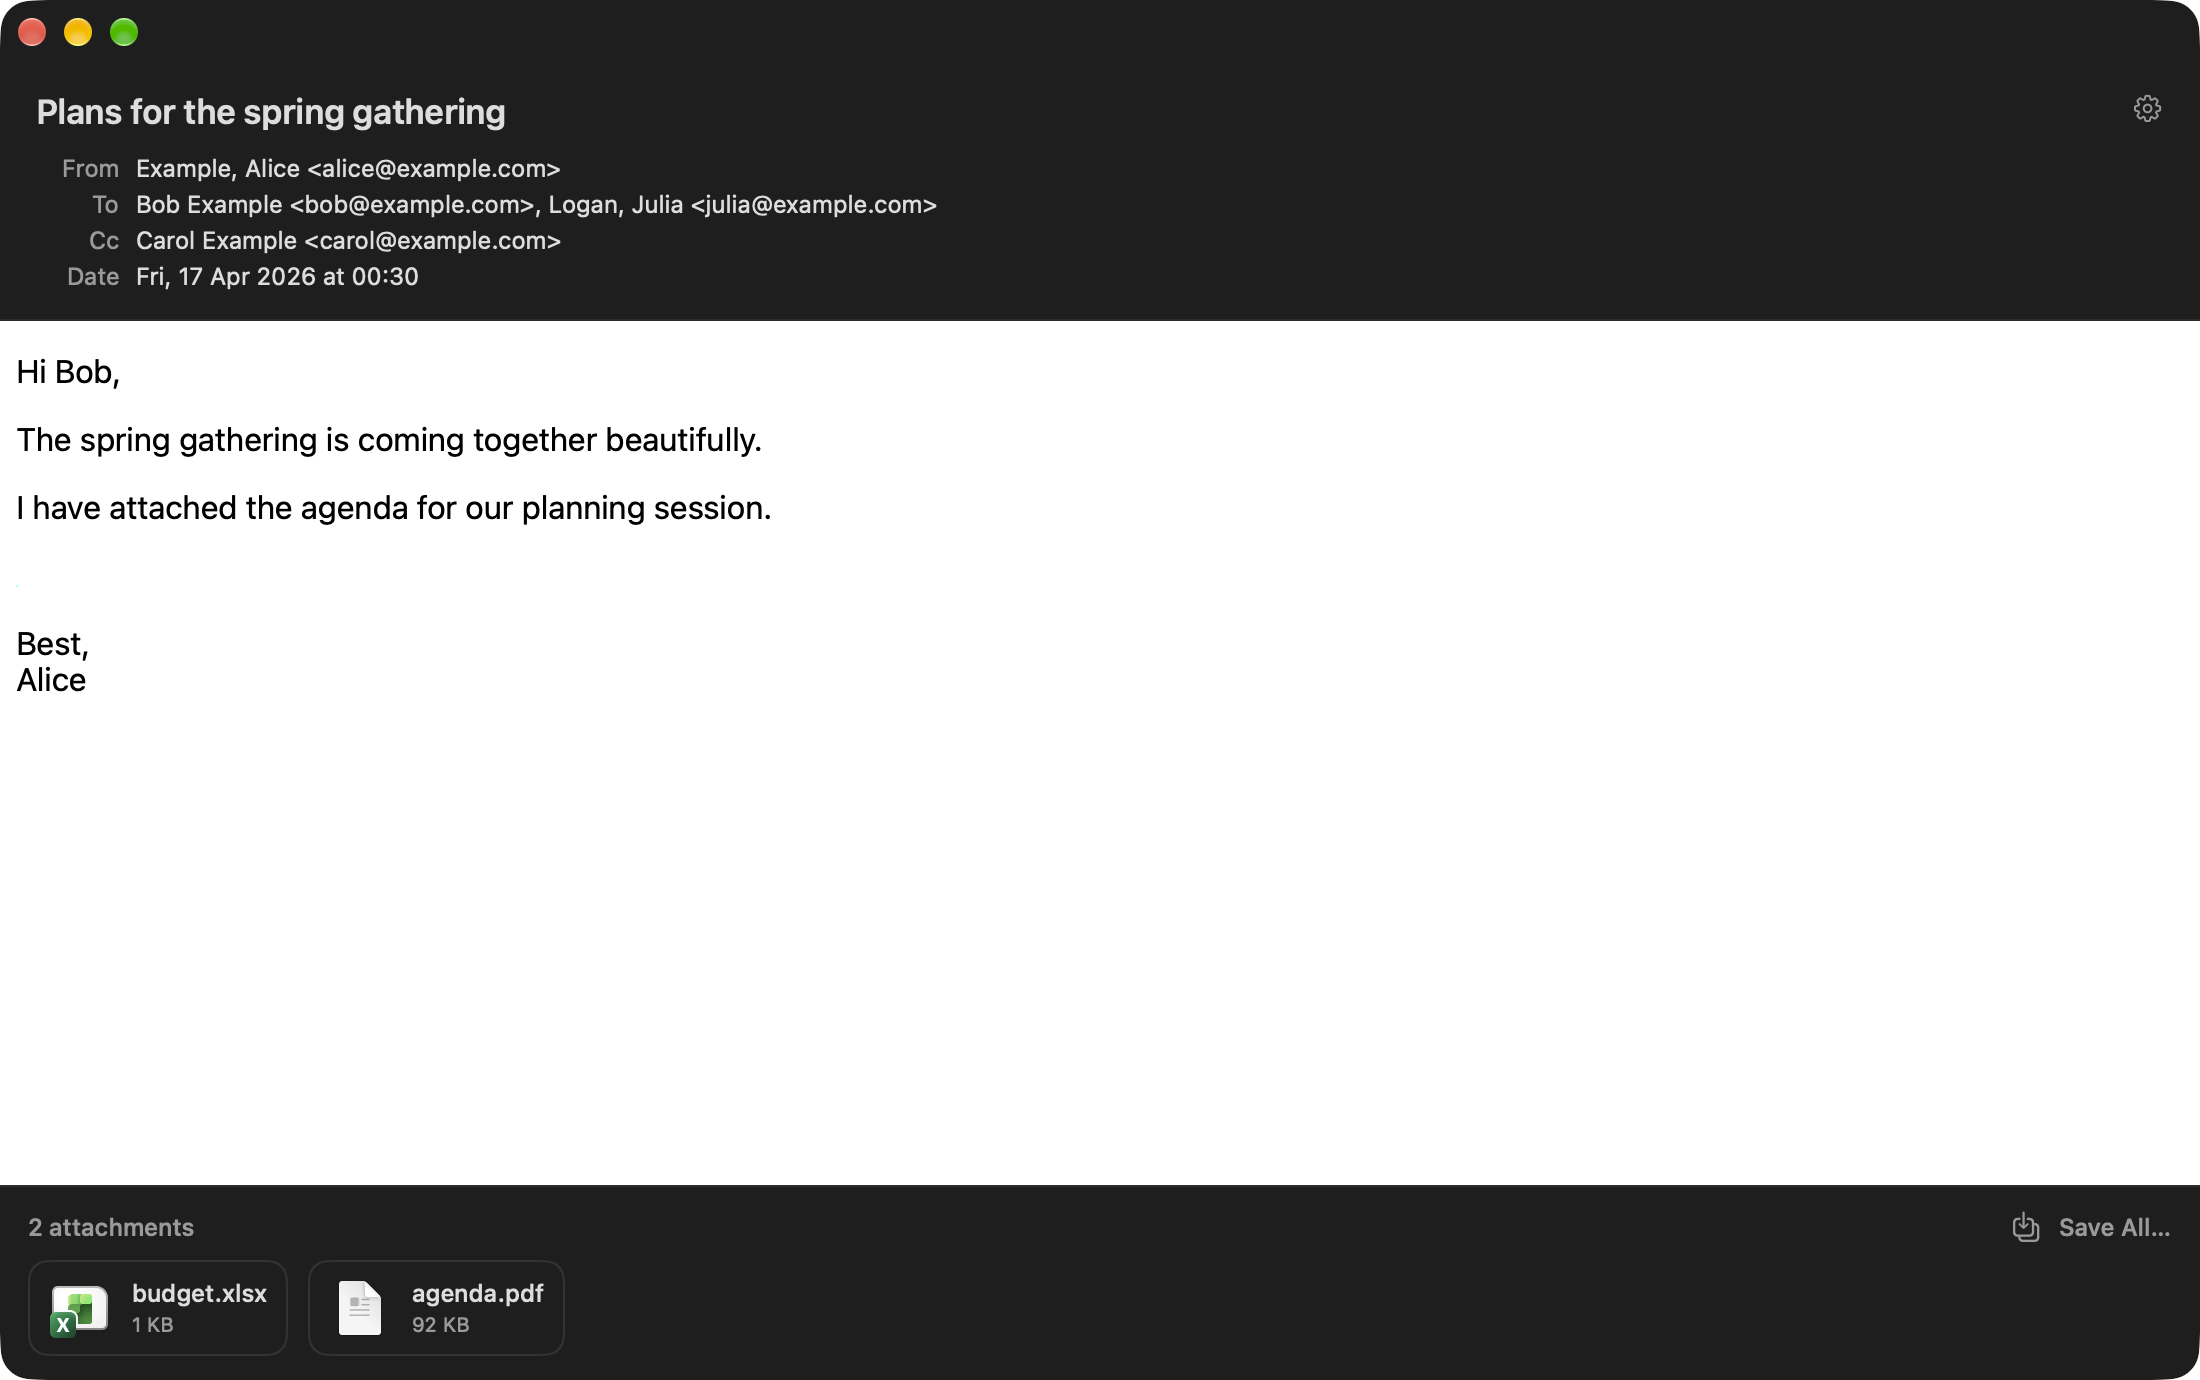 Plans for the spring gathering
From Example, Alice <alice@example.com>
To Bob Example <bob@example.com>, Logan, Julia <julia@example.com>
Cc Carol Example <carol@example.com>
Date Fri, 17 Apr 2026 at 00:30
Hi Bob,
The spring gathering is coming together beautifully.
I have attached the agenda for our planning session.
Best,
Alice
2 attachments
Save All...
X
budget.xlsx
1 KB
agenda.pdf
92 KB